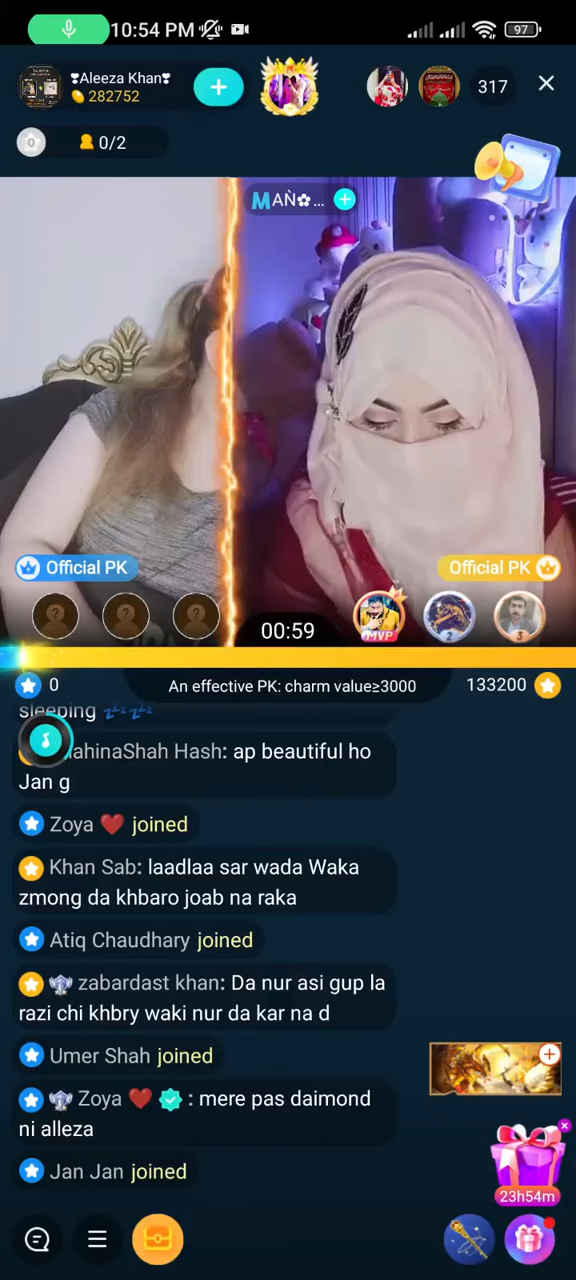 10:54 PM
97
❣Aleeza Khan❣
282752
317
0
0/2
MAǸ✿...
Official PK
Official PK
MVP
2
3
00:59
0
An effective PK: charm value≥3000
133200
sleeping 💤💤
ahinaShah Hash: ap beautiful ho
Jan g
Zoya ❤️ joined
Khan Sab: laadlaa sar wada Waka
zmong da khbaro joab na raka
Atiq Chaudhary joined
zabardast khan: Da nur asi gup la
razi chi khbry waki nur da kar na d
Umer Shah joined
Zoya ❤️ : mere pas daimond
ni alleza
Jan Jan joined
23h54m